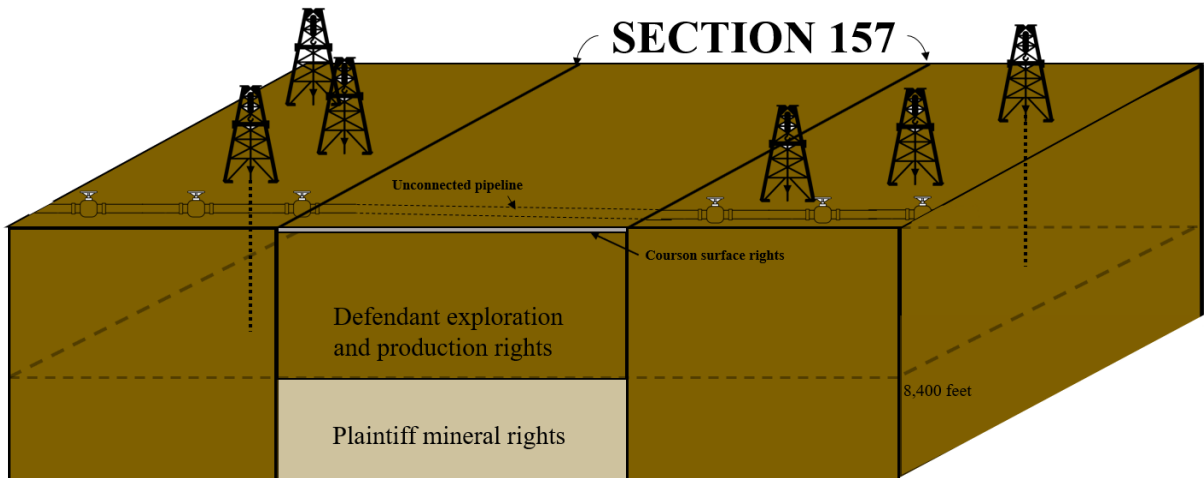 SECTION 157
Unconnected pipeline
Courson surface rights
Defendant exploration
and production rights
8,400 feet
Plaintiff mineral rights